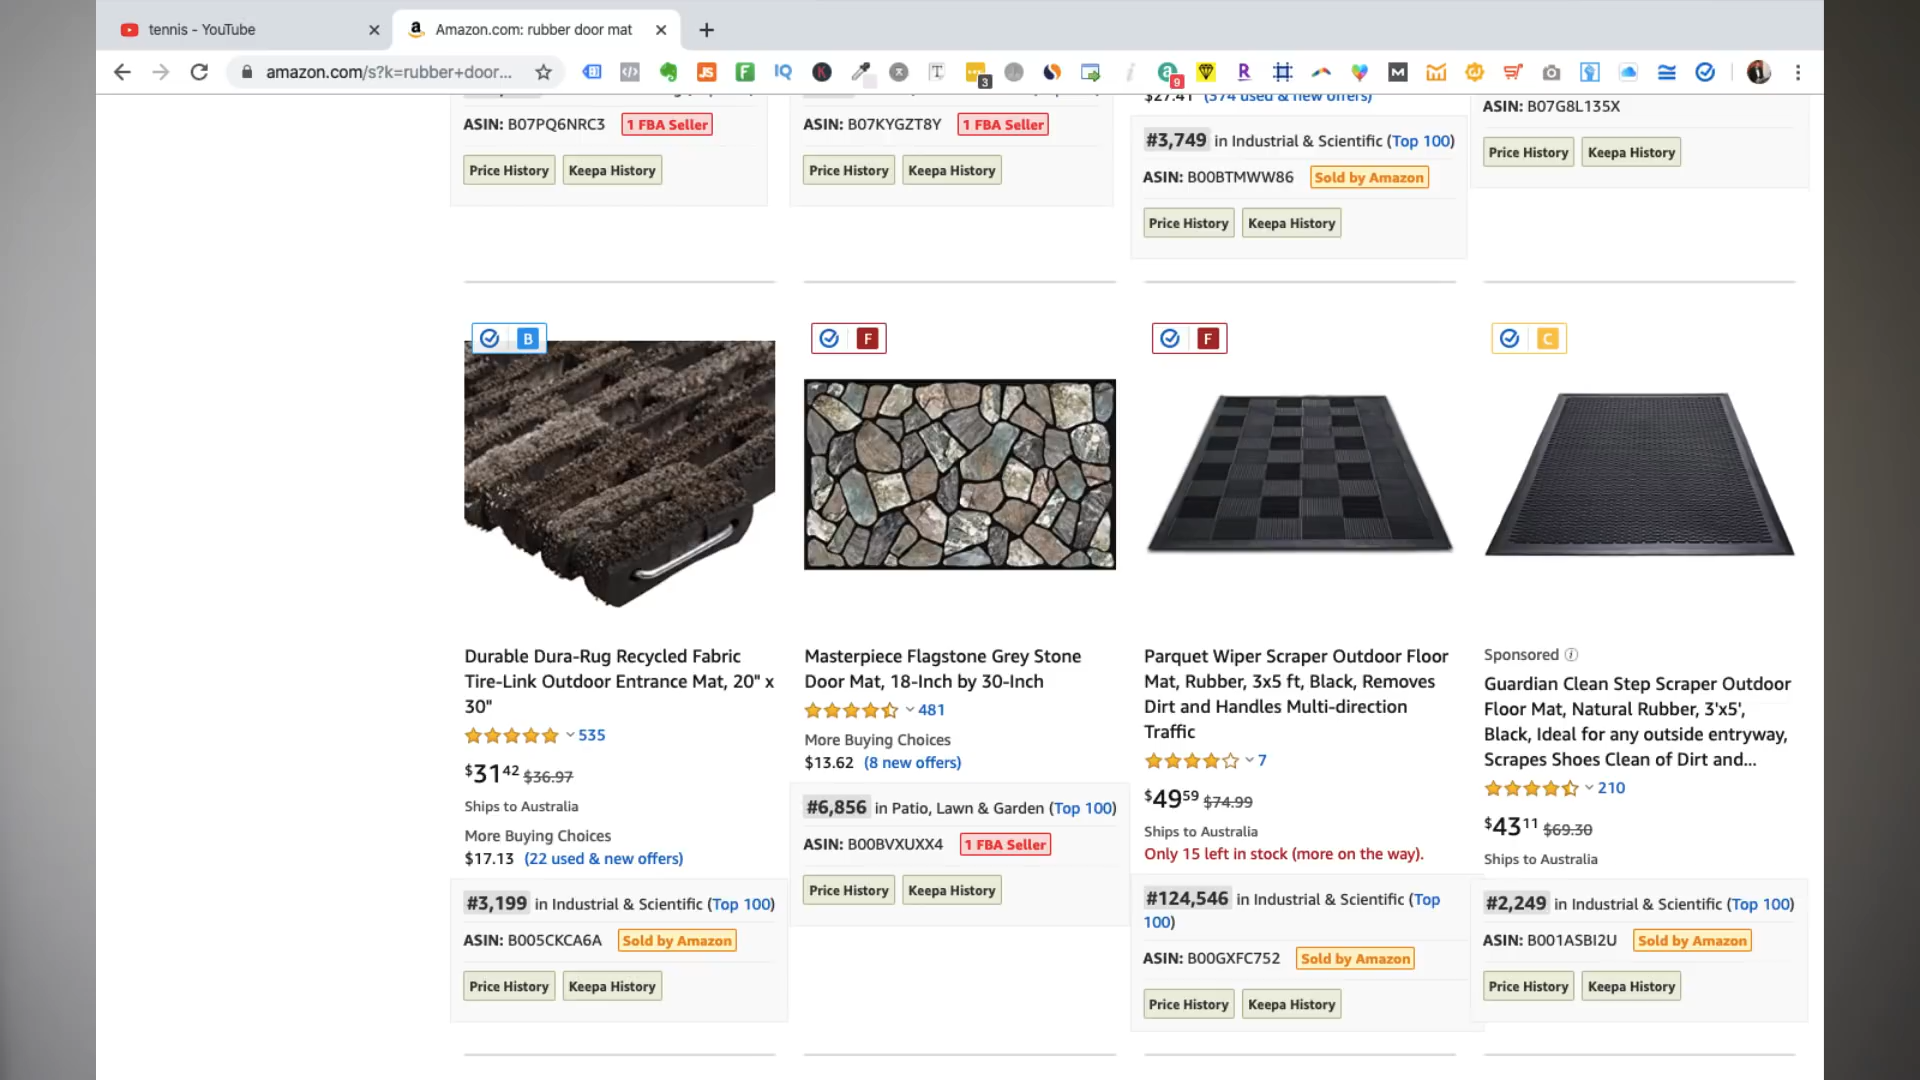 tennis - YouTube
Amazon.com: rubber door mat
amazon.com/s?k=rubber+door...
ASIN: B07PQ6NRC3 1 FBA Seller
Price History Keepa History
ASIN: B07KYGZT8Y 1 FBA Seller
Price History Keepa History
$27.41 (374 used & new offers)
#3,749 in Industrial & Scientific (Top 100)
ASIN: B00BTMWW86 Sold by Amazon
Price History Keepa History
ASIN: B07G8L135X
Price History Keepa History
B
Durable Dura-Rug Recycled Fabric
Tire-Link Outdoor Entrance Mat, 20" x
30"
535
$31 42 $36.97
Ships to Australia
More Buying Choices
$17.13 (22 used & new offers)
#3,199 in Industrial & Scientific (Top 100)
ASIN: B005CKCA6A Sold by Amazon
Price History Keepa History
F
Masterpiece Flagstone Grey Stone
Door Mat, 18-Inch by 30-Inch
481
More Buying Choices
$13.62 (8 new offers)
#6,856 in Patio, Lawn & Garden (Top 100)
ASIN: B00BVXUXX4 1 FBA Seller
Price History Keepa History
F
Parquet Wiper Scraper Outdoor Floor
Mat, Rubber, 3x5 ft, Black, Removes
Dirt and Handles Multi-direction
Traffic
7
$49 59 $74.99
Ships to Australia
Only 15 left in stock (more on the way).
#124,546 in Industrial & Scientific (Top
100)
ASIN: B00GXFC752 Sold by Amazon
Price History Keepa History
C
Sponsored
Guardian Clean Step Scraper Outdoor
Floor Mat, Natural Rubber, 3'x5',
Black, Ideal for any outside entryway,
Scrapes Shoes Clean of Dirt and...
210
$43 11 $69.30
Ships to Australia
#2,249 in Industrial & Scientific (Top 100)
ASIN: B001ASBI2U Sold by Amazon
Price History Keepa History